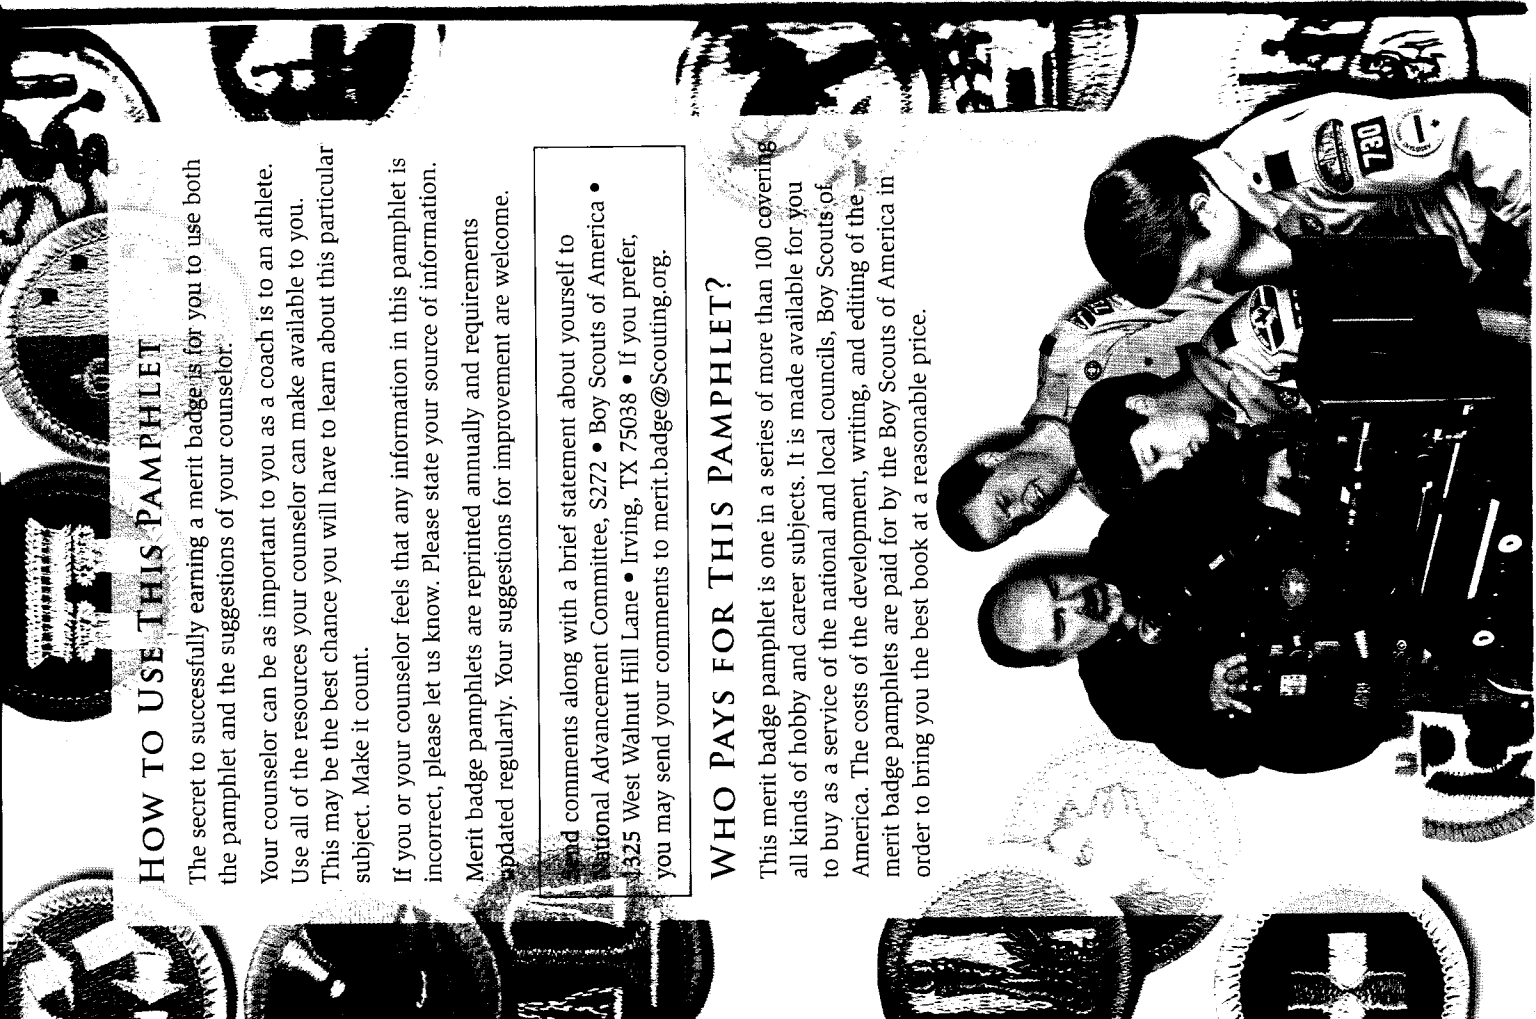 HOW TO USE THIS PAMPHLET
The secret to successfully earning a merit badge is for you to use both
the pamphlet and the suggestions of your counselor.
Your counselor can be as important to you as a coach is to an athlete.
Use all of the resources your counselor can make available to you.
This may be the best chance you will have to learn about this particular
subject. Make it count.
If you or your counselor feels that any information in this pamphlet is
incorrect, please let us know. Please state your source of information.
Merit badge pamphlets are reprinted annually and requirements
updated regularly. Your suggestions for improvement are welcome.
Send comments along with a brief statement about yourself to
National Advancement Committee, S272 • Boy Scouts of America •
1325 West Walnut Hill Lane • Irving, TX 75038 • If you prefer,
you may send your comments to merit.badge@Scouting.org.
WHO PAYS FOR THIS PAMPHLET?
This merit badge pamphlet is one in a series of more than 100 covering
all kinds of hobby and career subjects. It is made available for you
to buy as a service of the national and local councils, Boy Scouts of
America. The costs of the development, writing, and editing of the
merit badge pamphlets are paid for by the Boy Scouts of America in
order to bring you the best book at a reasonable price.
730